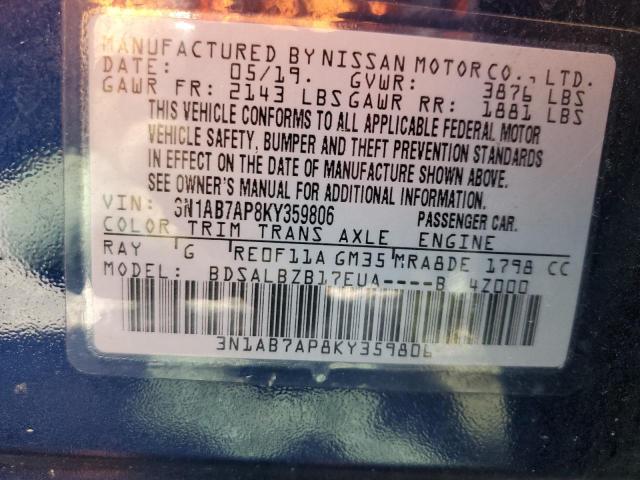 MANUFACTURED BY NISSAN MOTOR CO., LTD.
DATE: 05/19. GVWR: 3876 LBS
GAWR FR: 2143 LBS GAWR RR: 1881 LBS
THIS VEHICLE CONFORMS TO ALL APPLICABLE FEDERAL MOTOR
VEHICLE SAFETY, BUMPER AND THEFT PREVENTION STANDARDS
IN EFFECT ON THE DATE OF MANUFACTURE SHOWN ABOVE.
SEE OWNER'S MANUAL FOR ADDITIONAL INFORMATION.
VIN: 3N1AB7AP8KY359806 PASSENGER CAR.
COLOR TRIM TRANS AXLE ENGINE
RAY G RE0F11A GM35 MRA8DE 1798 CC
MODEL: BDSALBZB17EUA----B 4Z000
3N1AB7AP8KY359806